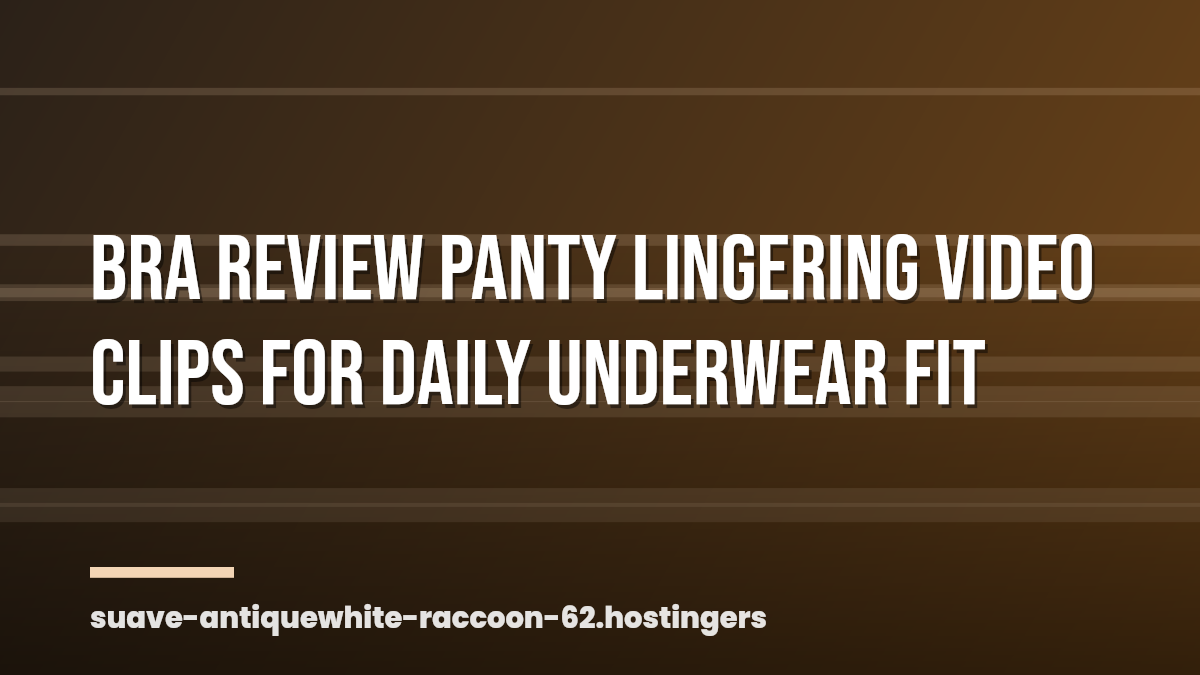 BRA REVIEW PANTY LINGERING VIDEO
CLIPS FOR DAILY UNDERWEAR FIT
suave-antiquewhite-raccoon-62.hostingers